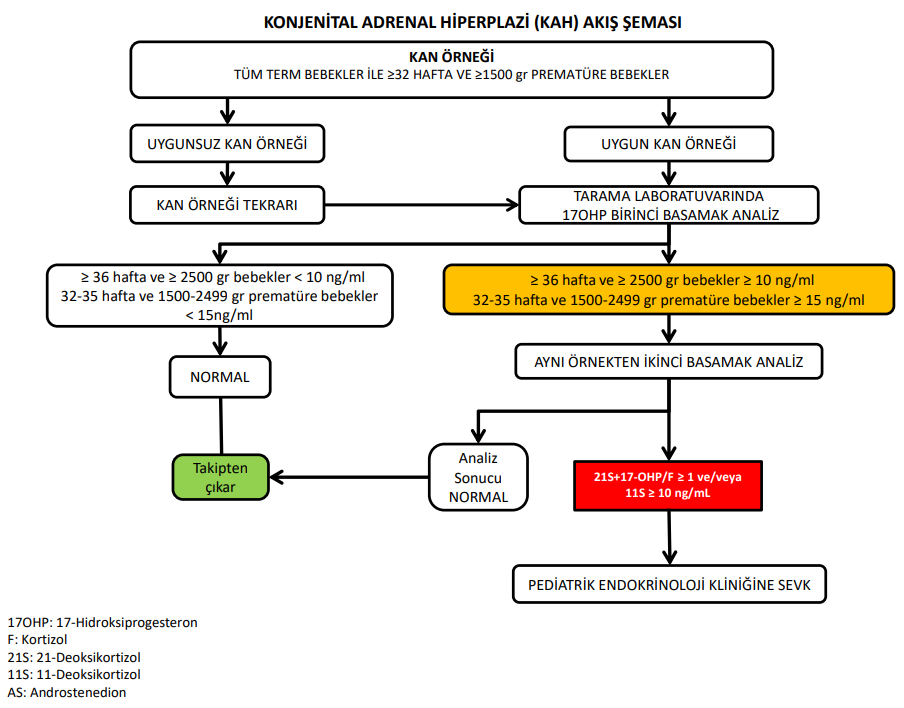 KONJENİTAL ADRENAL HİPERPLAZİ (KAH) AKIŞ ŞEMASI
KAN ÖRNEĞİ
TÜM TERM BEBEKLER İLE ≥32 HAFTA VE ≥1500 gr PREMATÜRE BEBEKLER
UYGUNSUZ KAN ÖRNEĞİ
UYGUN KAN ÖRNEĞİ
KAN ÖRNEĞİ TEKRARI
TARAMA LABORATUVARINDA
17OHP BİRİNCİ BASAMAK ANALİZ
≥ 36 hafta ve ≥ 2500 gr bebekler < 10 ng/ml
32-35 hafta ve 1500-2499 gr prematüre bebekler
< 15ng/ml
≥ 36 hafta ve ≥ 2500 gr bebekler ≥ 10 ng/ml
32-35 hafta ve 1500-2499 gr prematüre bebekler ≥ 15 ng/ml
NORMAL
AYNI ÖRNEKTEN İKİNCİ BASAMAK ANALİZ
Takipten
çıkar
Analiz
Sonucu
NORMAL
21S+17-OHP/F ≥ 1 ve/veya
11S ≥ 10 ng/mL
PEDİATRİK ENDOKRİNOLOJİ KLİNİĞİNE SEVK
17OHP: 17-Hidroksiprogesteron
F: Kortizol
21S: 21-Deoksikortizol
11S: 11-Deoksikortizol
AS: Androstenedion